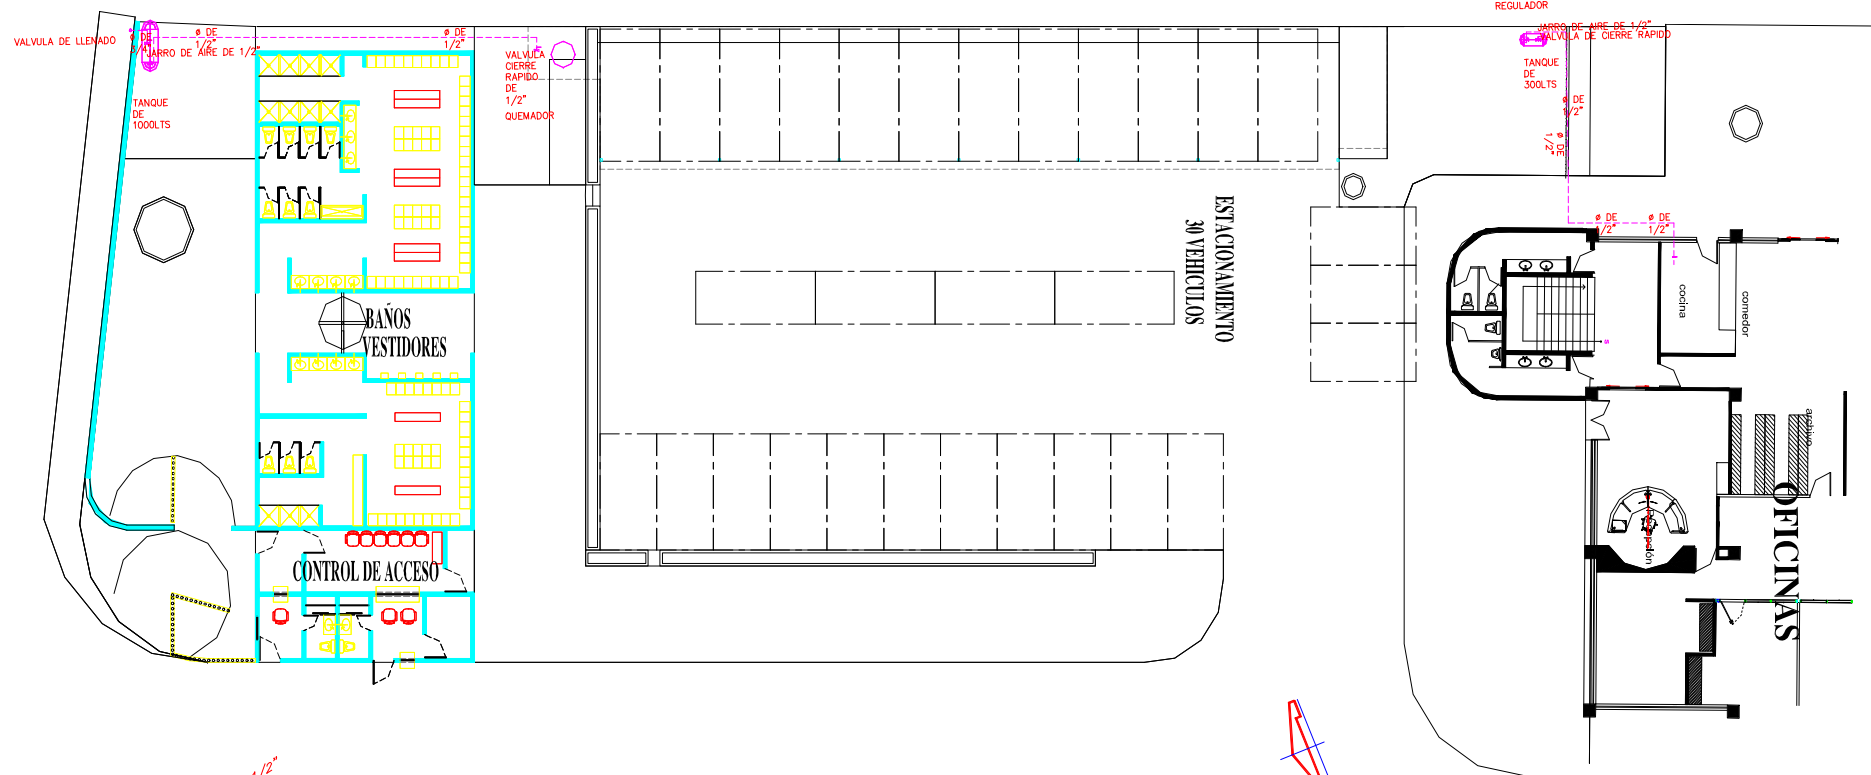 REGULADOR
VALVULA DE LLENADO
ø DE
3/4"
JARRO DE AIRE DE 1/2"
ø DE
1/2"
ø DE
1/2"
TANQUE
DE
1000LTS
VALVULA
CIERRE
RAPIDO
DE
1/2"
QUEMADOR
JARRO DE AIRE DE 1/2"
VALVULA DE CIERRE RAPIDO
TANQUE
DE
300LTS
ø DE
1/2"
ø DE
1/2"
ø DE
1/2"
ø DE
1/2"
ESTACIONAMIENTO
30 VEHICULOS
BAÑOS
VESTIDORES
CONTROL DE ACCESO
cocina
comedor
archivo
OFICINAS
1/2"